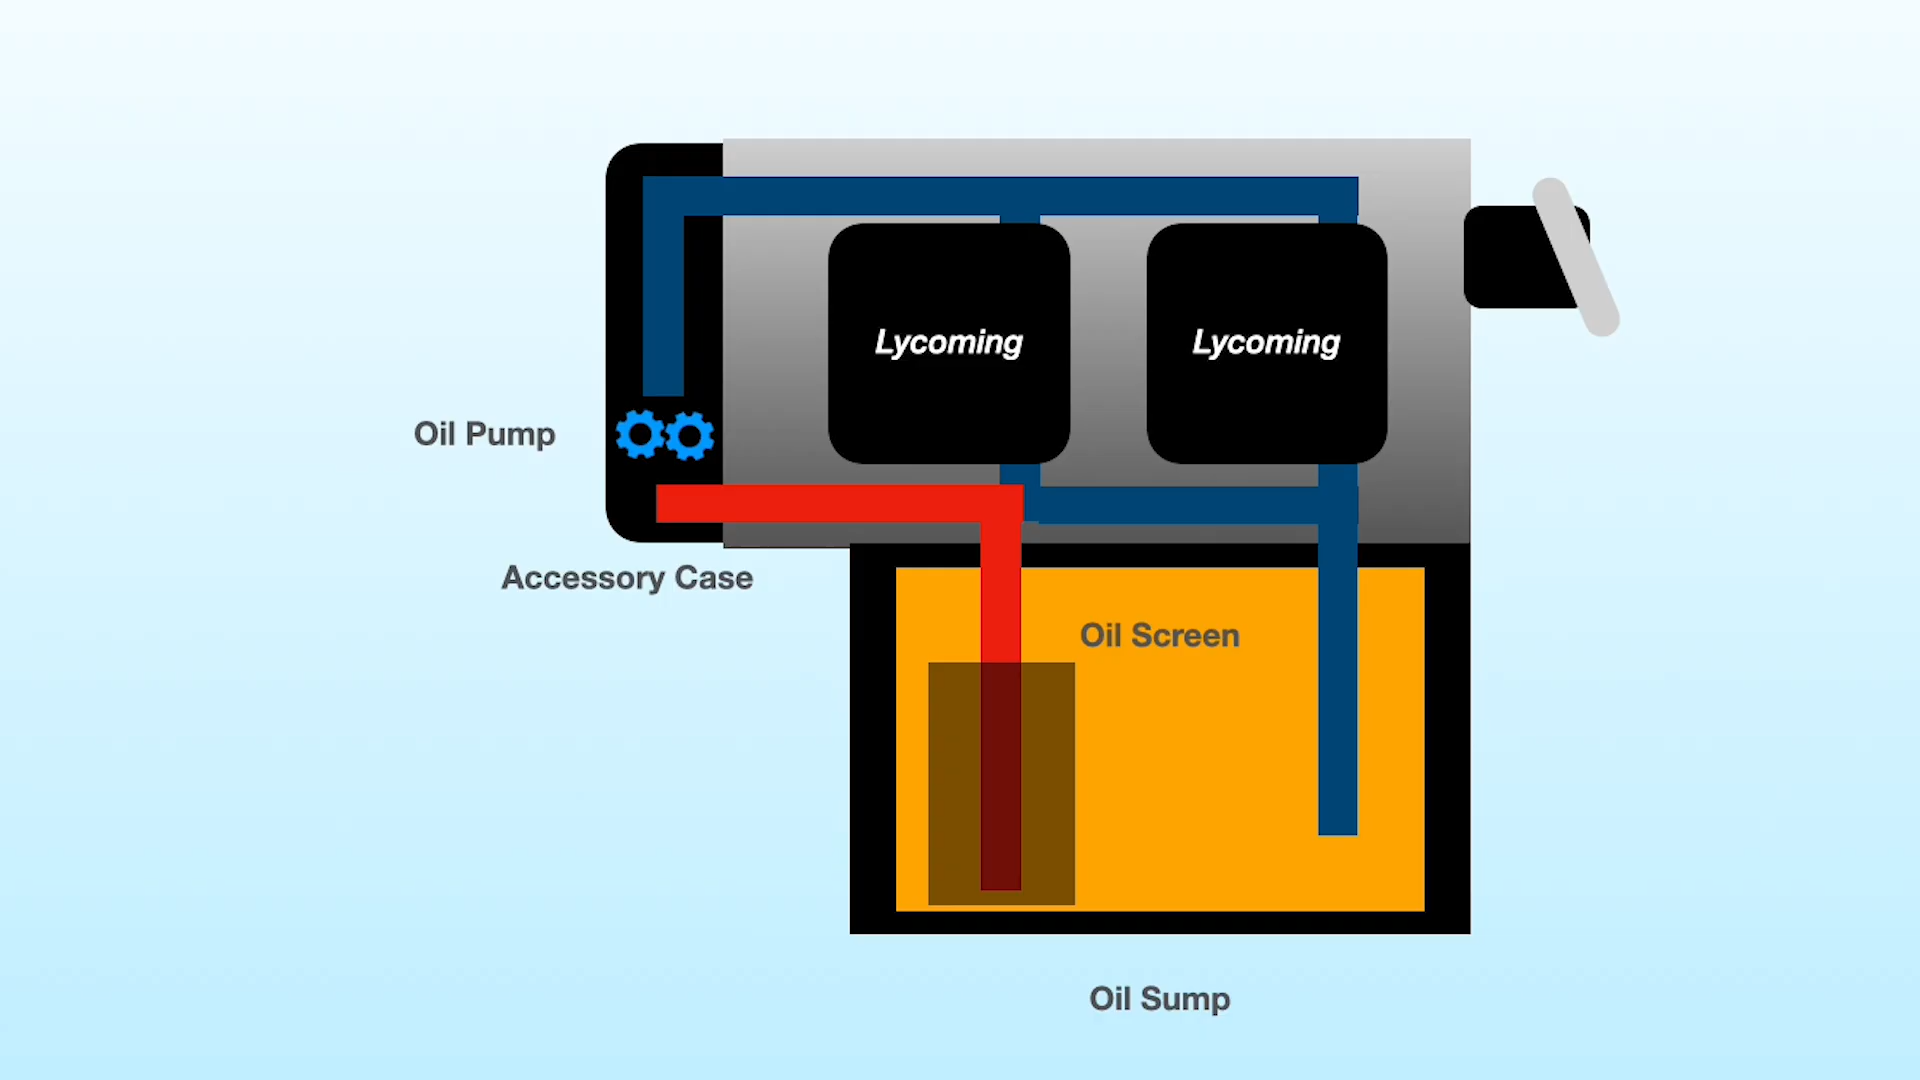 Lycoming
Lycoming
Oil Pump
Accessory Case
Oil Screen
Oil Sump